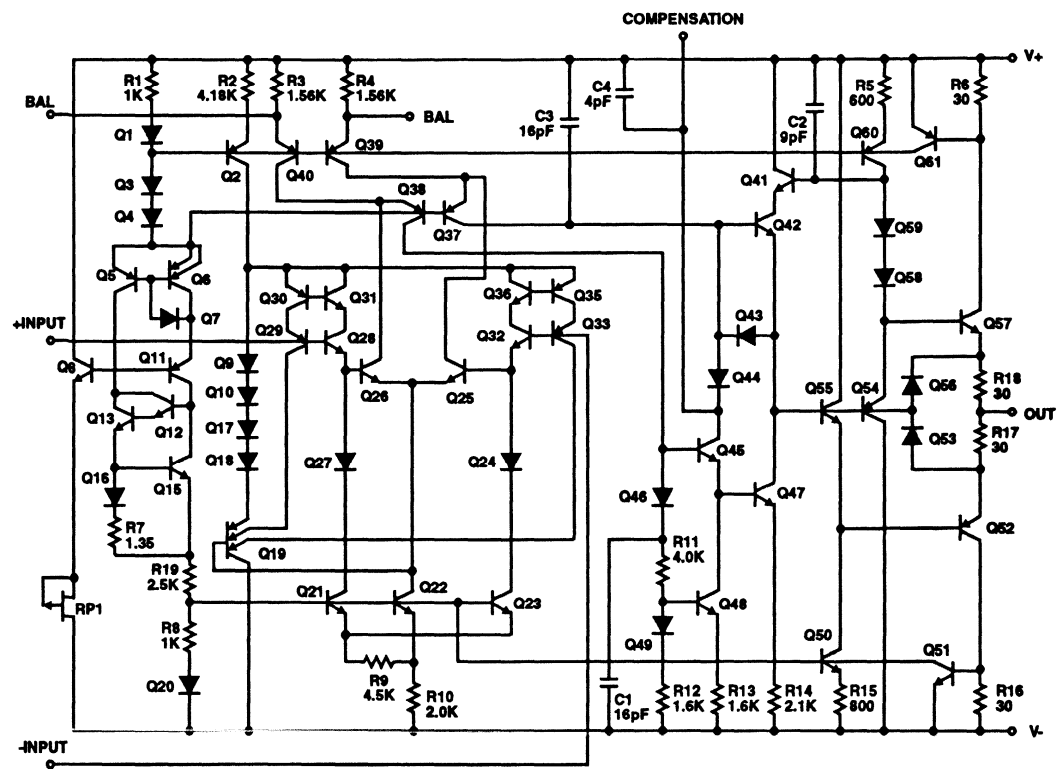 COMPENSATION
V+
R1
1K
R2
4.18K
R3
1.56K
R4
1.56K
C4
4pF
C3
16pF
C2
9pF
R5
600
R6
30
BAL
BAL
Q1
Q2
Q40
Q39
Q60
Q61
Q3
Q4
Q38
Q37
Q41
Q42
Q59
Q58
Q5
Q6
Q7
Q30
Q31
Q36
Q35
+INPUT
Q29
Q28
Q32
Q33
Q43
Q57
Q8
Q11
Q9
Q10
Q26
Q25
Q44
Q55
Q54
Q56
R18
30
OUT
Q13
Q12
Q17
Q18
Q53
R17
30
Q16
Q15
Q27
Q24
Q45
Q46
Q47
R7
1.35
Q19
R11
4.0K
Q52
R19
2.5K
RP1
Q21
Q22
Q23
Q48
R8
1K
Q49
Q50
Q51
Q20
R9
4.5K
R10
2.0K
C1
16pF
R12
1.6K
R13
1.6K
R14
2.1K
R15
800
R16
30
V-
-INPUT